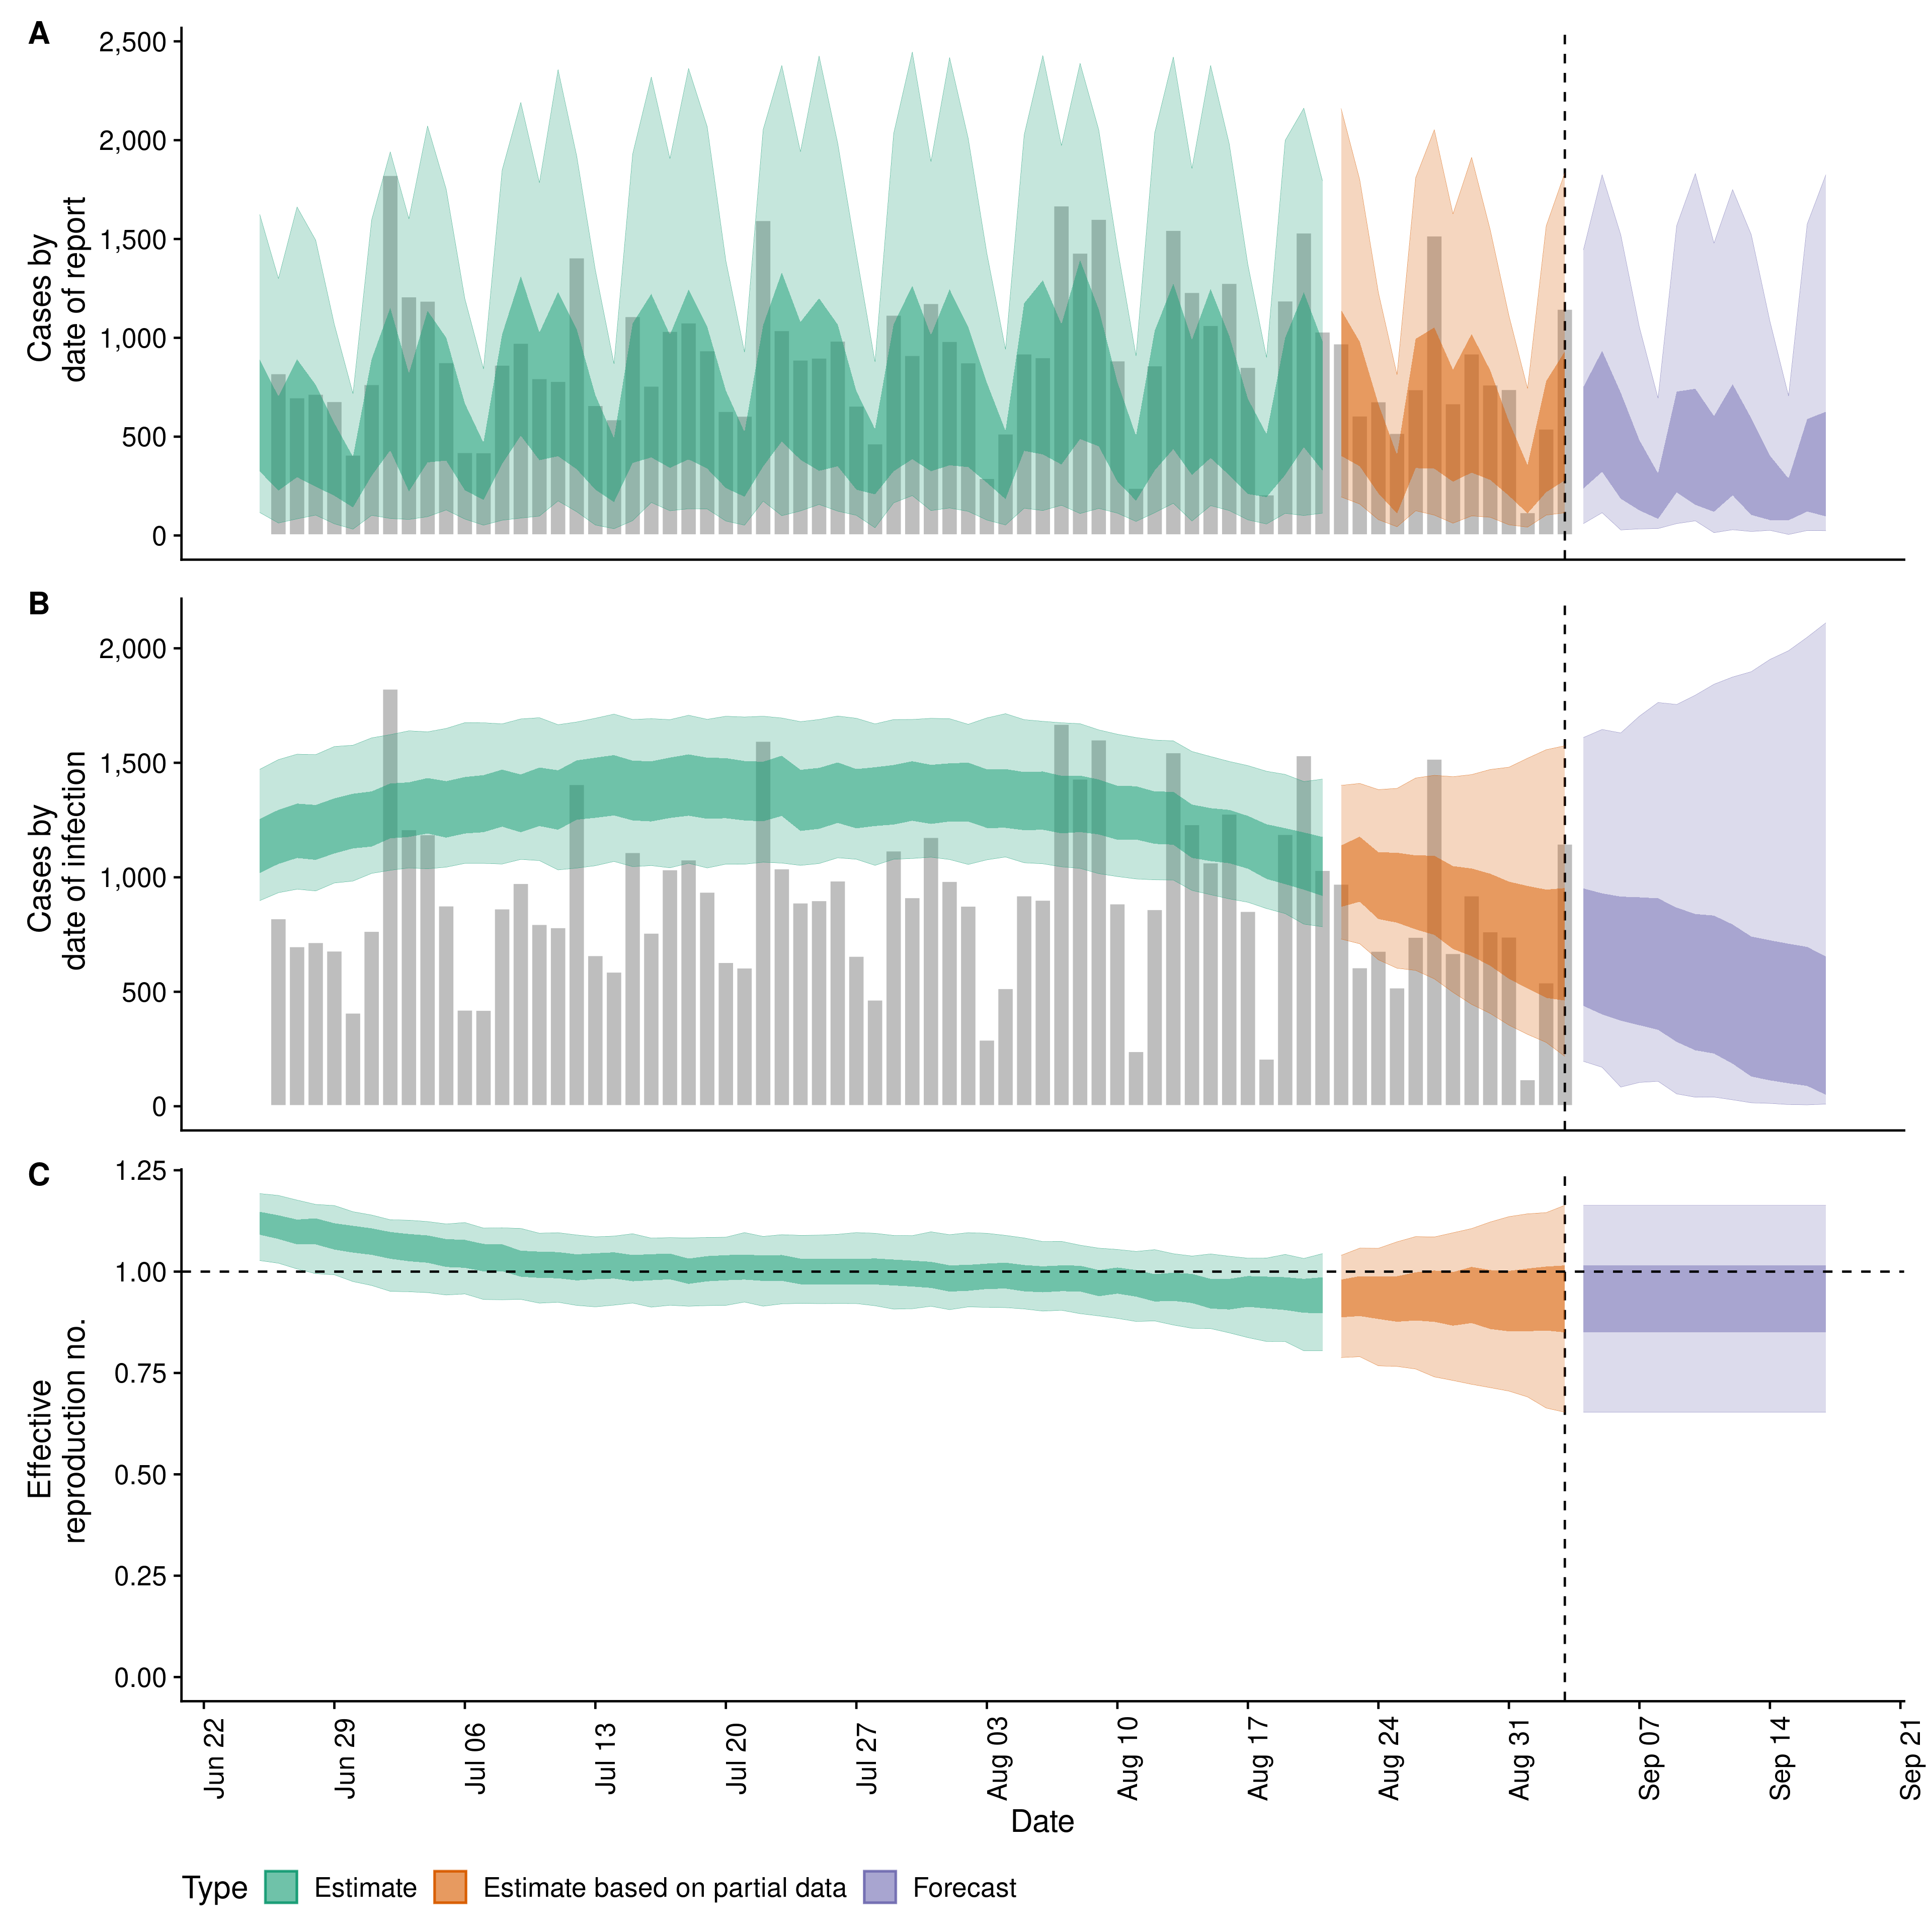 A
2,500
2,000
1,500
1,000
500
0
Cases by
date of report
B
2,000
1,500
1,000
500
0
Cases by
date of infection
C
1.25
1.00
0.75
0.50
0.25
0.00
Effective
reproduction no.
Jun 22
Jun 29
Jul 06
Jul 13
Jul 20
Jul 27
Aug 03
Aug 10
Aug 17
Aug 24
Aug 31
Sep 07
Sep 14
Sep 21
Date
Type Estimate Estimate based on partial data Forecast